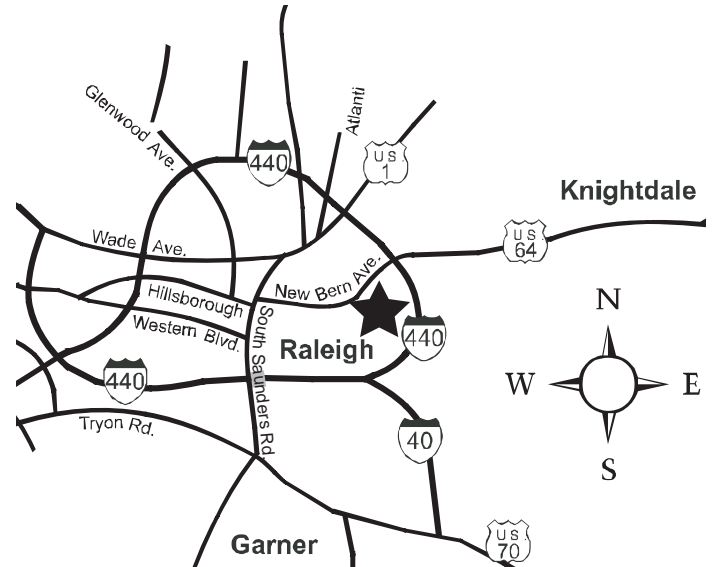 Glenwood Ave.
Atlanti
440
US
1
Knightdale
US
64
Wade Ave.
New Bern Ave.
Hillsborough
Western Blvd.
South Saunders Rd.
Raleigh
440
N
W
E
S
440
Tryon Rd.
40
Garner
US
70